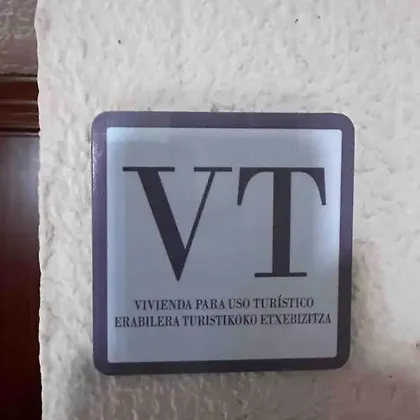 VT
VIVIENDA PARA USO TURÍSTICO
ERABILERA TURISTIKOKO ETXEBIZITZA